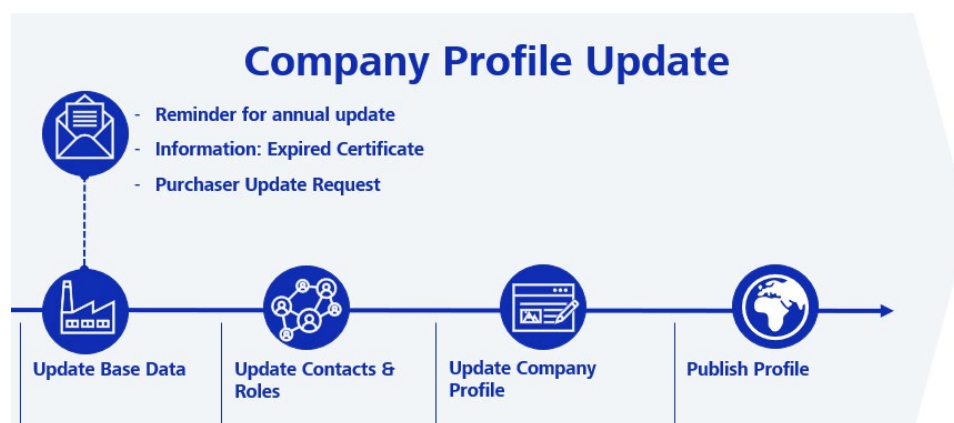 Company Profile Update
- Reminder for annual update
- Information: Expired Certificate
- Purchaser Update Request
Update Base Data
Update Contacts &
Roles
Update Company
Profile
Publish Profile